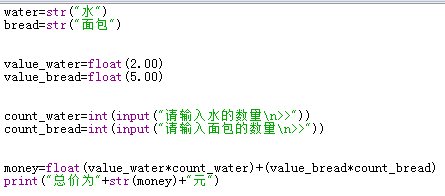 water=str("水")
bread=str("面包")
value_water=float(2.00)
value_bread=float(5.00)
count_water=int(input("请输入水的数量\n>>"))
count_bread=int(input("请输入面包的数量\n>>"))
money=float(value_water*count_water)+(value_bread*count_bread)
print("总价为"+str(money)+"元")